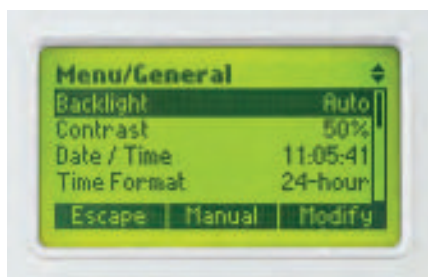 Menu/General
Backlight Auto
Contrast 50%
Date / Time 11:05:41
Time Format 24-hour
Escape Manual Modify